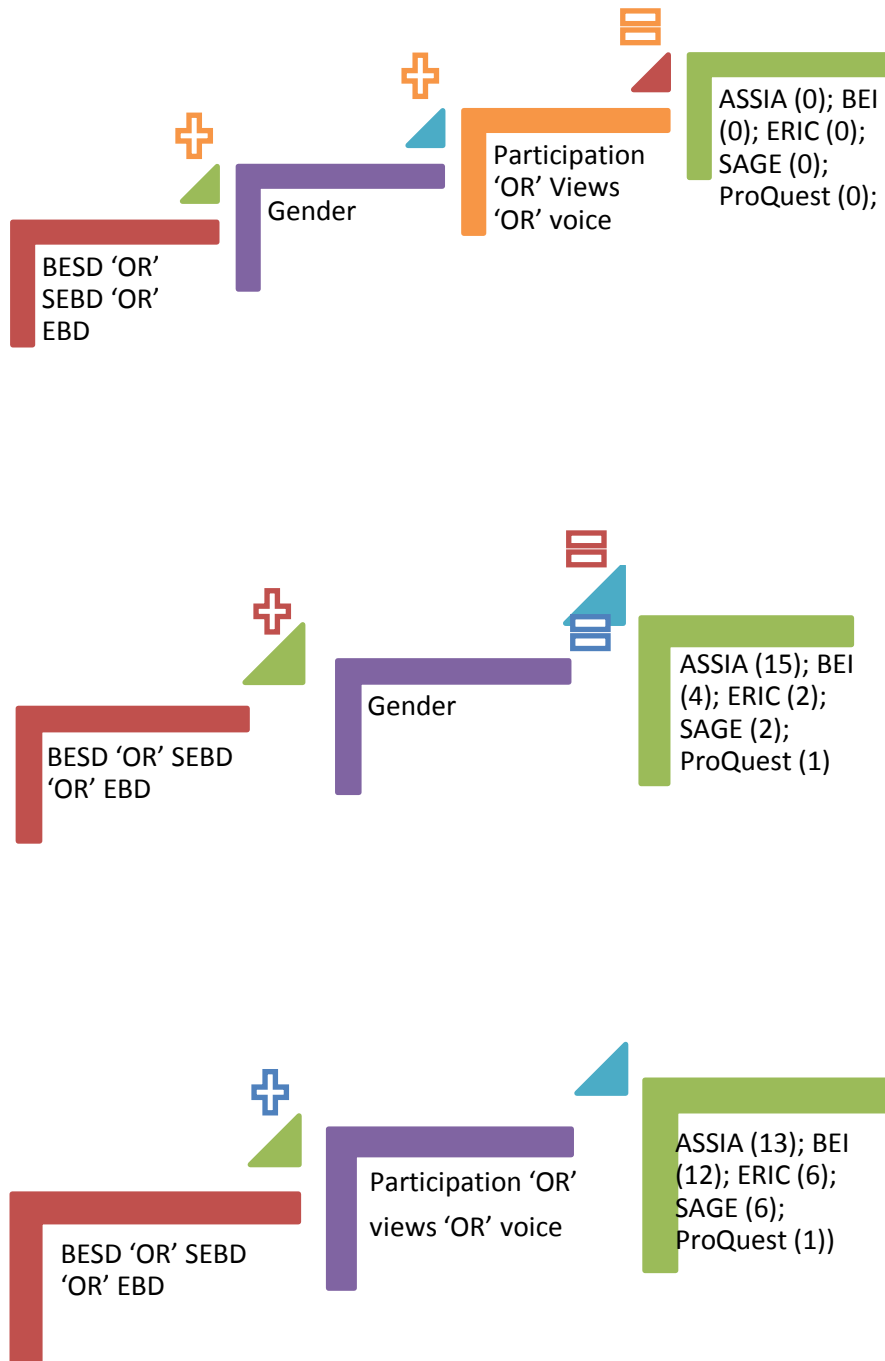 BESD ‘OR’
SEBD ‘OR’
EBD
Gender
Participation
‘OR’ Views
‘OR’ voice
ASSIA (0); BEI
(0); ERIC (0);
SAGE (0);
ProQuest (0);
BESD ‘OR’ SEBD
‘OR’ EBD
Gender
ASSIA (15); BEI
(4); ERIC (2);
SAGE (2);
ProQuest (1)
BESD ‘OR’ SEBD
‘OR’ EBD
Participation ‘OR’
views ‘OR’ voice
ASSIA (13); BEI
(12); ERIC (6);
SAGE (6);
ProQuest (1))